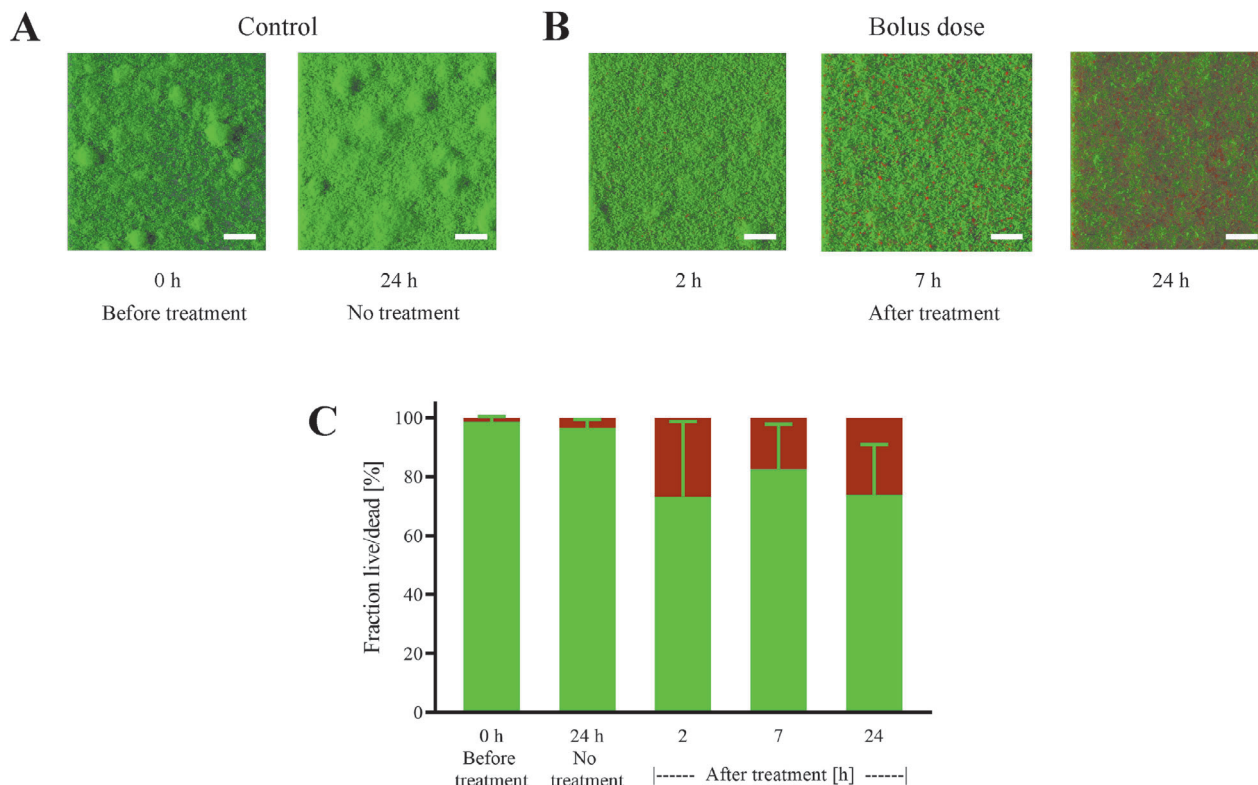 A
Control
B
Bolus dose
0 h
24 h
2 h
7 h
24 h
Before treatment
No treatment
After treatment
C
Fraction live/dead [%]
100
80
60
40
20
0
0 h
Before
treatment
24 h
No
treatment
2
7
24
|------ After treatment [h] ------|